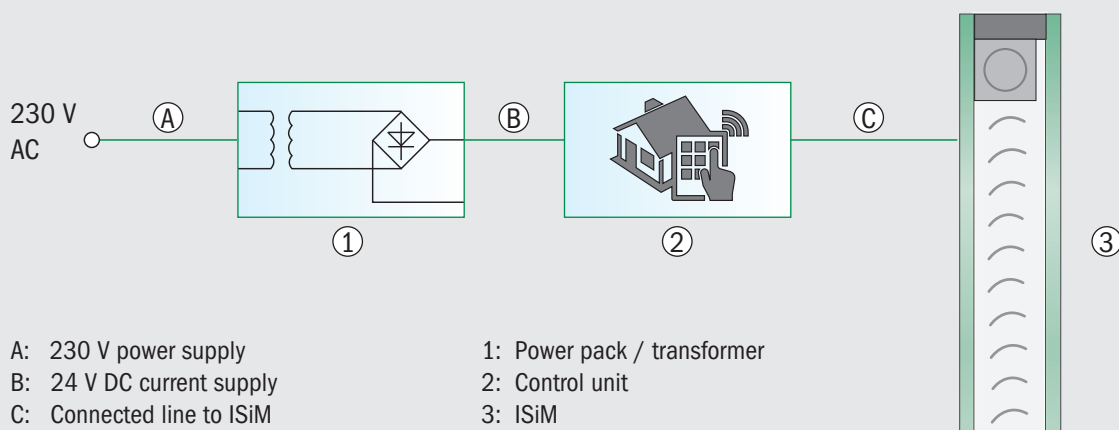 230 V
AC
A
B
C
1
2
3
A: 230 V power supply
B: 24 V DC current supply
C: Connected line to ISiM
1: Power pack / transformer
2: Control unit
3: ISiM